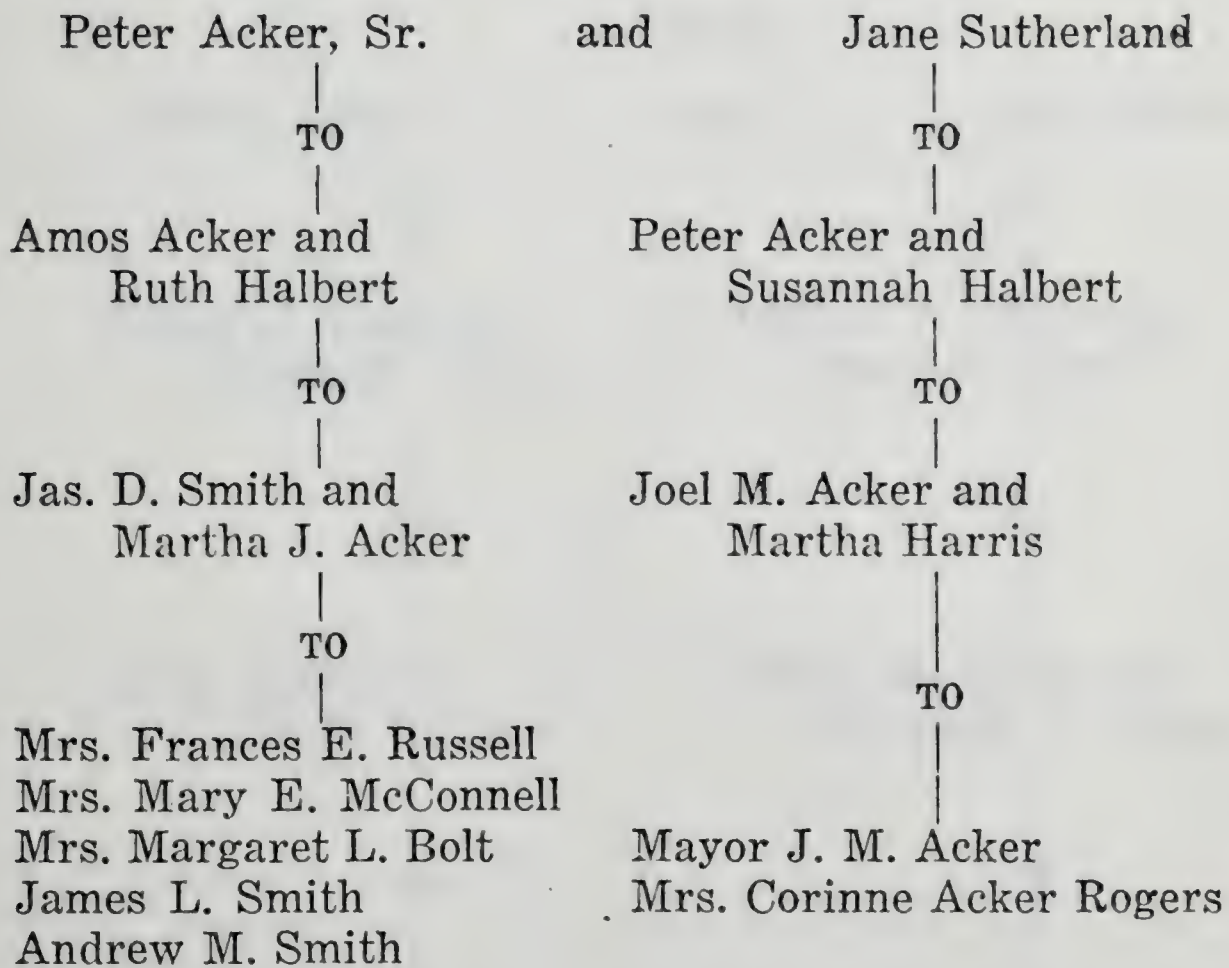 Peter Acker, Sr. and Jane Sutherland
TO TO
Amos Acker and Peter Acker and
Ruth Halbert Susannah Halbert
TO TO
Jas. D. Smith and Joel M. Acker and
Martha J. Acker Martha Harris
TO
TO
Mrs. Frances E. Russell
Mrs. Mary E. McConnell
Mrs. Margaret L. Bolt Mayor J. M. Acker
James L. Smith Mrs. Corinne Acker Rogers
Andrew M. Smith